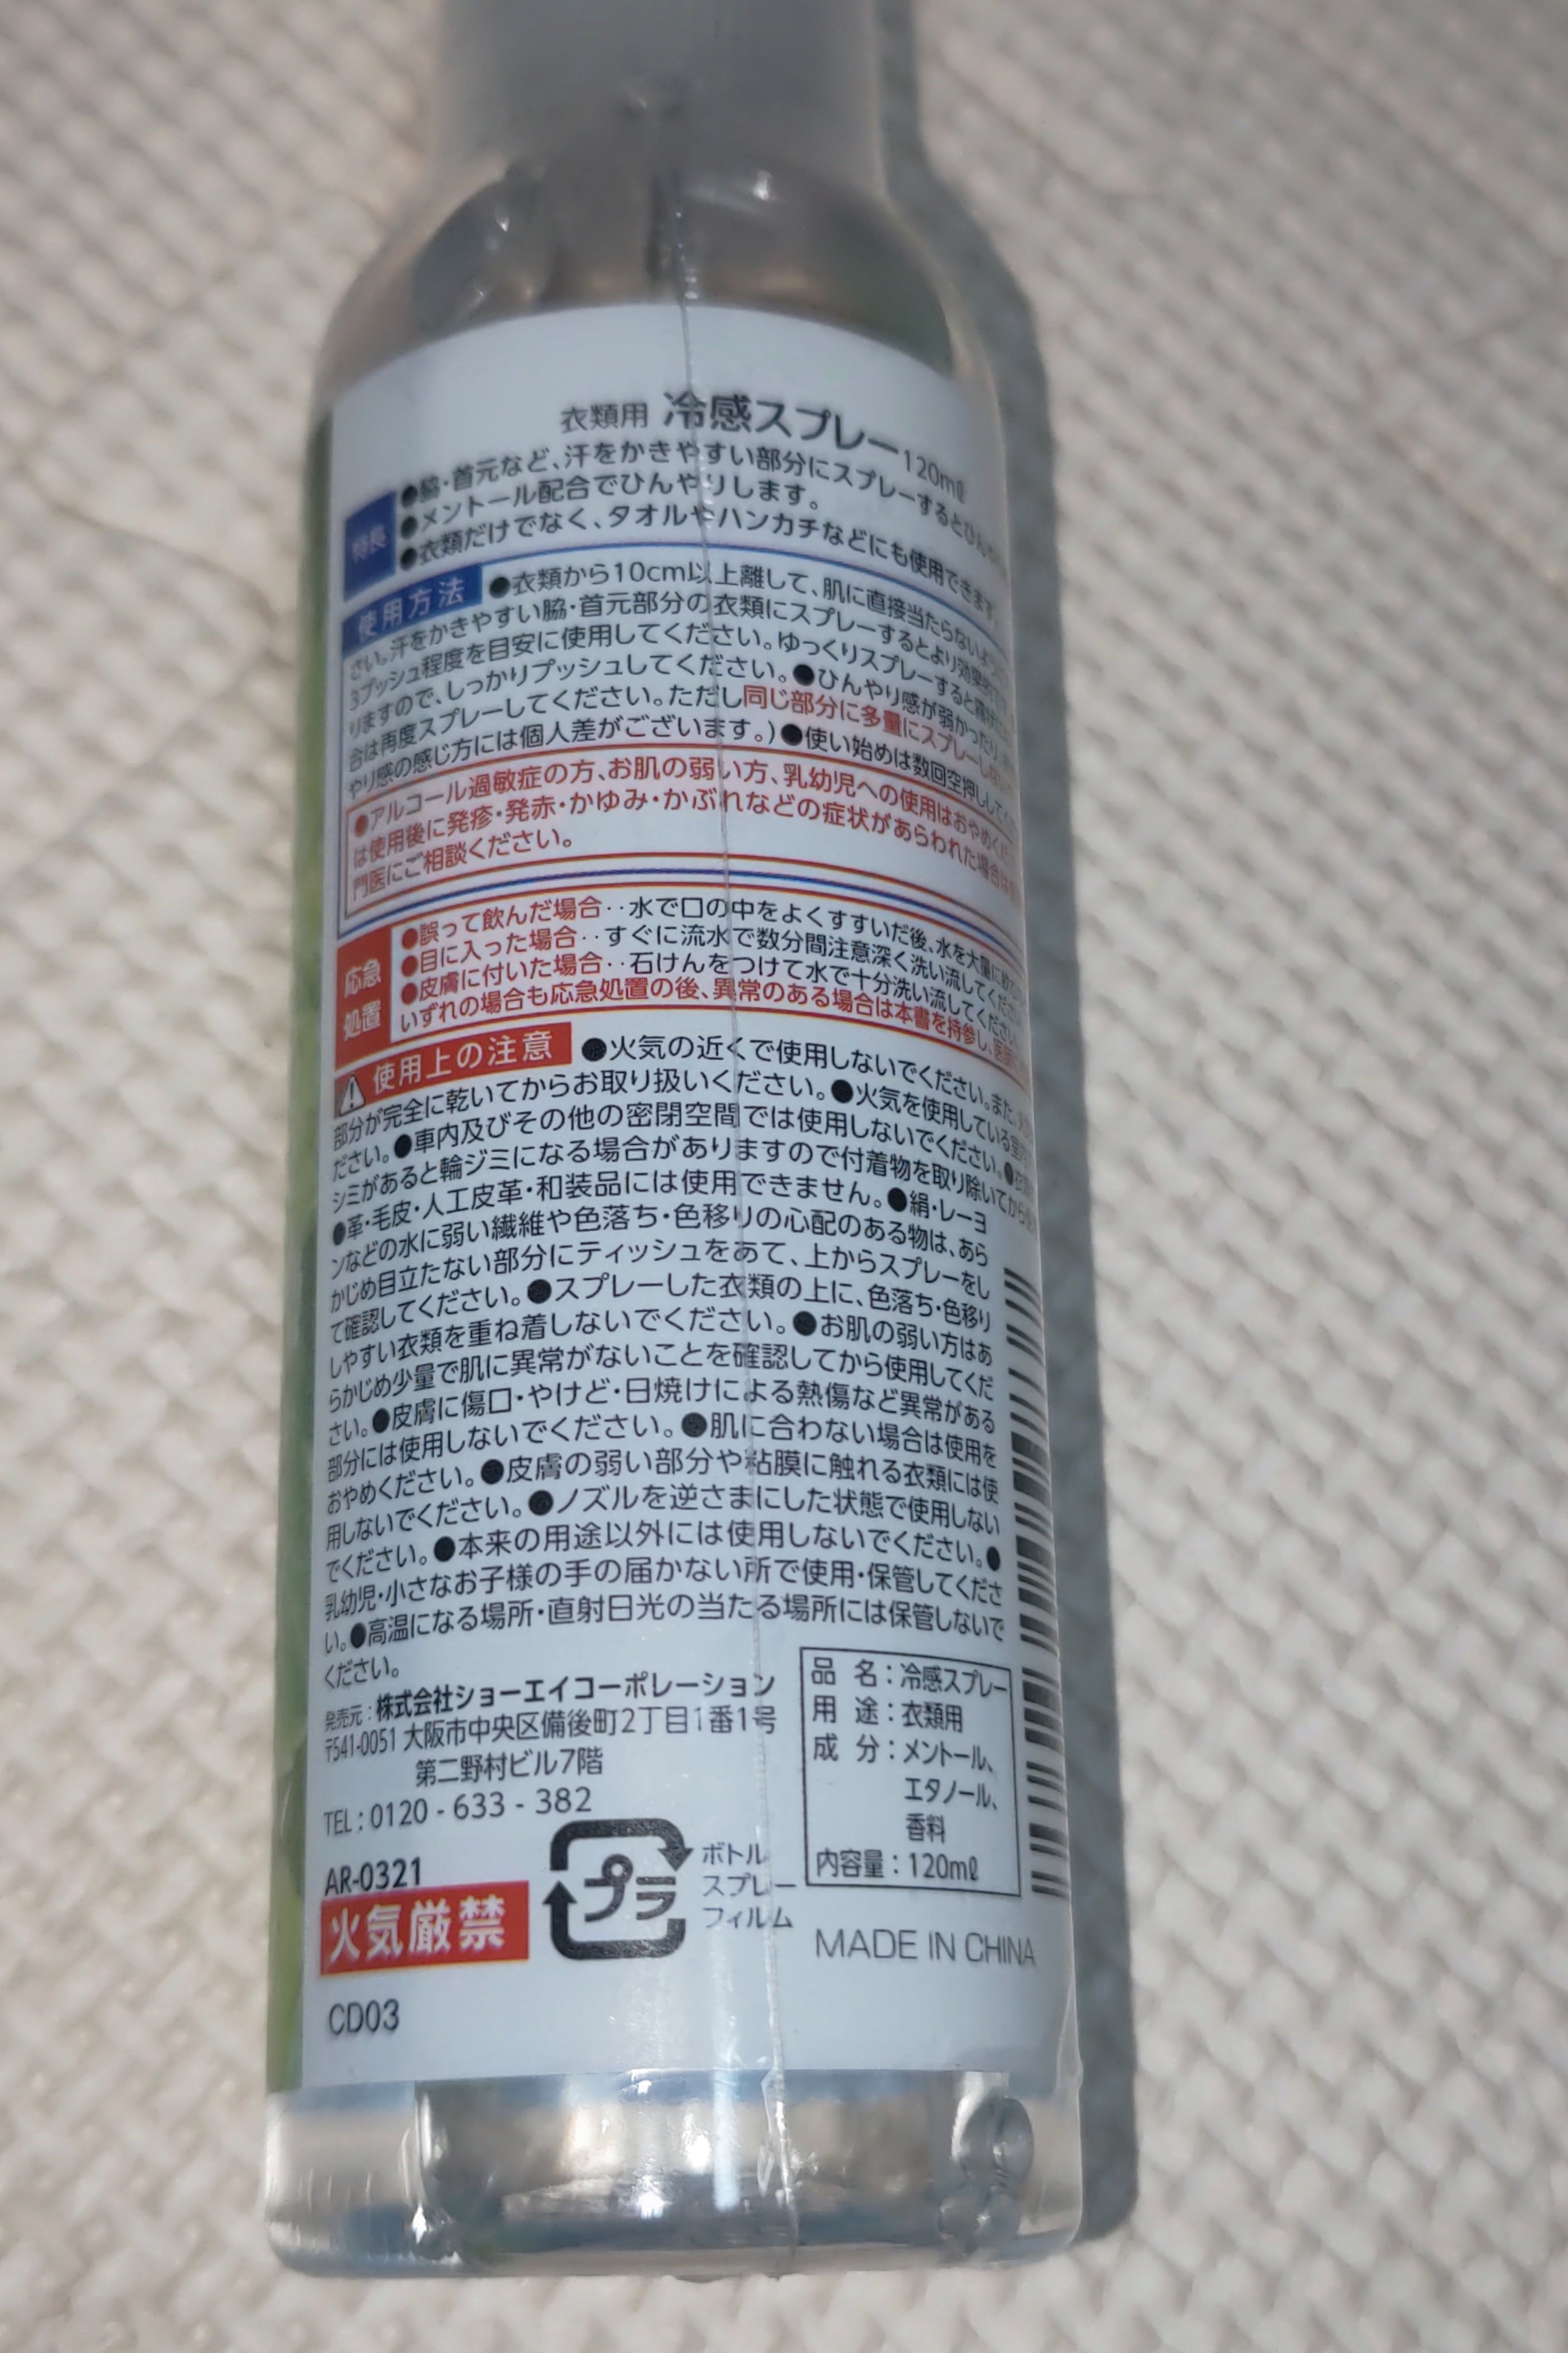 衣類用 冷感スプレー120mℓ
特長
●脇・首元など、汗をかきやすい部分にスプレーするとひん
●メントール配合でひんやりします。
●衣類だけでなく、タオルやハンカチなどにも使用できます。
使用方法 ●衣類から10cm以上離して、肌に直接当たらない
さい。汗をかきやすい脇・首元部分の衣類にスプレーするとより効果的
3プッシュ程度を目安に使用してください。ゆっくりスプレーすると
りますので、しっかりプッシュしてください。●ひんやり感が弱かったり
合は再度スプレーしてください。ただし同じ部分に多量にスプレーし
やり感の感じ方には個人差がございます。)●使い始めは数回空押しして
●アルコール過敏症の方、お肌の弱い方、乳幼児への使用はおやめく
は使用後に発疹・発赤・かゆみ・かぶれなどの症状があらわれた場合は
門医にご相談ください。
応急
処置
●誤って飲んだ場合‥水で口の中をよくすすいだ後、水を大量に
●目に入った場合‥すぐに流水で数分間注意深く洗い流してください
●皮膚に付いた場合‥石けんをつけて水で十分洗い流してください
いずれの場合も応急処置の後、異常のある場合は本書を持参し、
使用上の注意 ●火気の近くで使用しないでください。また、
部分が完全に乾いてからお取り扱いください。●火気を使用している
ださい。●車内及びその他の密閉空間では使用しないでください。●
シミがあると輪ジミになる場合がありますので付着物を取り除いてから
●革・毛皮・人工皮革・和装品には使用できません。●絹・レーヨ
ンなどの水に弱い繊維や色落ち・色移りの心配のある物は、あら
かじめ目立たない部分にティッシュをあて、上からスプレーをし
て確認してください。●スプレーした衣類の上に、色落ち・色移り
しやすい衣類を重ね着しないでください。●お肌の弱い方はあ
らかじめ少量で肌に異常がないことを確認してから使用してくだ
さい。●皮膚に傷口・やけど・日焼けによる熱傷など異常がある
部分には使用しないでください。●肌に合わない場合は使用を
おやめください。●皮膚の弱い部分や粘膜に触れる衣類には使
用しないでください。●ノズルを逆さまにした状態で使用しない
でください。●本来の用途以外には使用しないでください。●
乳幼児・小さなお子様の手の届かない所で使用・保管してくださ
い。●高温になる場所・直射日光の当たる場所には保管しないで
ください。
発売元：株式会社ショーエイコーポレーション
〒541-0051 大阪市中央区備後町2丁目1番1号
第二野村ビル7階
TEL：0120-633-382
AR-0321
火気厳禁
プラ
ボトル
スプレー
フィルム
品 名：冷感スプレー
用 途：衣類用
成 分：メントール、
エタノール、
香料
内容量：120mℓ
MADE IN CHINA
CD03